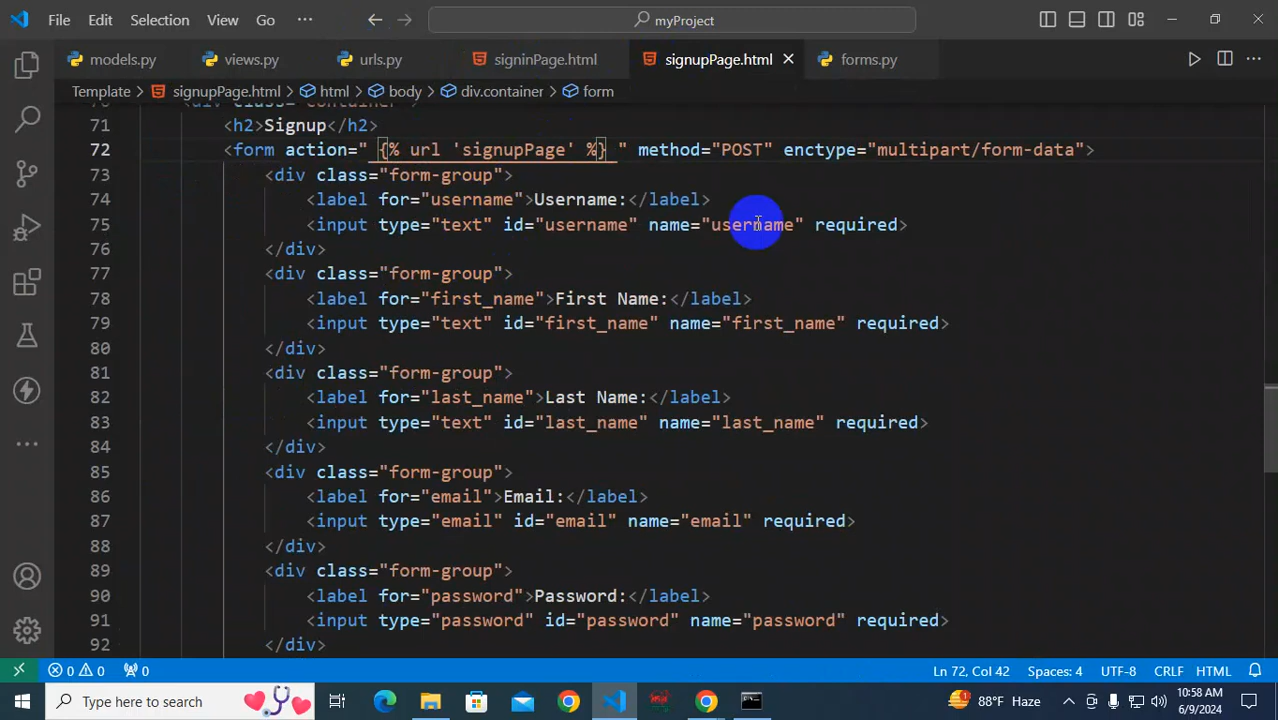 File Edit Selection View Go ··· myProject
models.py views.py urls.py signinPage.html signupPage.html forms.py
Template > signupPage.html > html > body > div.container > form
71 <h2>Signup</h2>
72 <form action=" {% url 'signupPage' %} " method="POST" enctype="multipart/form-data">
73 <div class="form-group">
74 <label for="username">Username:</label>
75 <input type="text" id="username" name="username" required>
76 </div>
77 <div class="form-group">
78 <label for="first_name">First Name:</label>
79 <input type="text" id="first_name" name="first_name" required>
80 </div>
81 <div class="form-group">
82 <label for="last_name">Last Name:</label>
83 <input type="text" id="last_name" name="last_name" required>
84 </div>
85 <div class="form-group">
86 <label for="email">Email:</label>
87 <input type="email" id="email" name="email" required>
88 </div>
89 <div class="form-group">
90 <label for="password">Password:</label>
91 <input type="password" id="password" name="password" required>
92 </div>
0 0 0 Ln 72, Col 42 Spaces: 4 UTF-8 CRLF HTML
Type here to search 1 88°F Haze 10:58 AM
6/9/2024